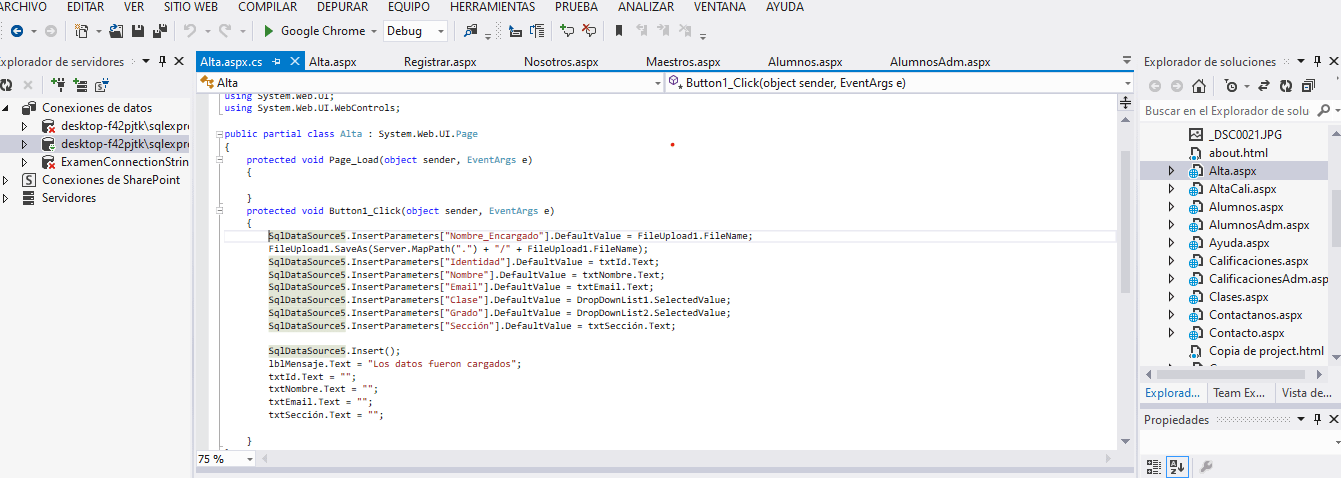 ARCHIVO EDITAR VER SITIO WEB COMPILAR DEPURAR EQUIPO HERRAMIENTAS PRUEBA ANALIZAR VENTANA AYUDA
Google Chrome Debug
Explorador de servidores
Conexiones de datos
desktop-f42pjtk\sqlexpre
desktop-f42pjtk\sqlexpre
ExamenConnectionStrin
Conexiones de SharePoint
Servidores
Alta.aspx.cs Alta.aspx Registrar.aspx Nosotros.aspx Maestros.aspx Alumnos.aspx AlumnosAdm.aspx
Alta Button1_Click(object sender, EventArgs e)
using System.Web.UI;
using System.Web.UI.WebControls;
public partial class Alta : System.Web.UI.Page
{
protected void Page_Load(object sender, EventArgs e)
{
}
protected void Button1_Click(object sender, EventArgs e)
{
SqlDataSource5.InsertParameters["Nombre_Encargado"].DefaultValue = FileUpload1.FileName;
FileUpload1.SaveAs(Server.MapPath(".") + "/" + FileUpload1.FileName);
SqlDataSource5.InsertParameters["Identidad"].DefaultValue = txtId.Text;
SqlDataSource5.InsertParameters["Nombre"].DefaultValue = txtNombre.Text;
SqlDataSource5.InsertParameters["Email"].DefaultValue = txtEmail.Text;
SqlDataSource5.InsertParameters["Clase"].DefaultValue = DropDownList1.SelectedValue;
SqlDataSource5.InsertParameters["Grado"].DefaultValue = DropDownList2.SelectedValue;
SqlDataSource5.InsertParameters["Sección"].DefaultValue = txtSección.Text;
SqlDataSource5.Insert();
lblMensaje.Text = "Los datos fueron cargados";
txtId.Text = "";
txtNombre.Text = "";
txtEmail.Text = "";
txtSección.Text = "";
}
75 %
Explorador de soluciones
Buscar en el Explorador de solu
_DSC0021.JPG
about.html
Alta.aspx
AltaCali.aspx
Alumnos.aspx
AlumnosAdm.aspx
Ayuda.aspx
Calificaciones.aspx
CalificacionesAdm.asp
Clases.aspx
Contactanos.aspx
Contacto.aspx
Copia de project.html
Explorad... Team Ex... Vista de...
Propiedades